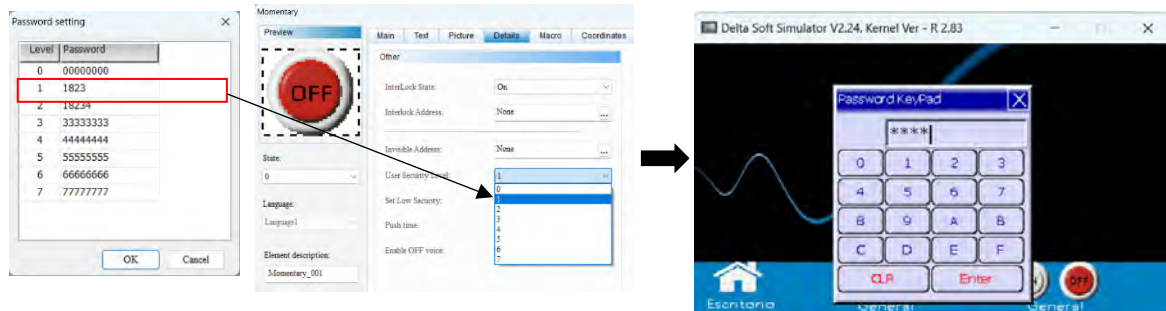 Password setting
Level Password
0 00000000
1 1823
2 18234
3 33333333
4 44444444
5 55555555
6 66666666
7 77777777
OK Cancel
Momentary
Preview
OFF
State:
0
Language:
Language1
Element description:
Momentary_001
Main Text Picture Details Macro Coordinates
Other
InterLock State: On
Interlock Address: None ...
Invisible Address: None ...
User Security Level: 1
Set Low Security:
Push time:
Enable OFF voice:
0
1
2
3
4
5
6
7
Delta Soft Simulator V2.24, Kernel Ver - R 2.83
Password KeyPad X
****
0 1 2 3
4 5 6 7
8 9 A B
C D E F
CLR Enter
OFF
Escritorio General General